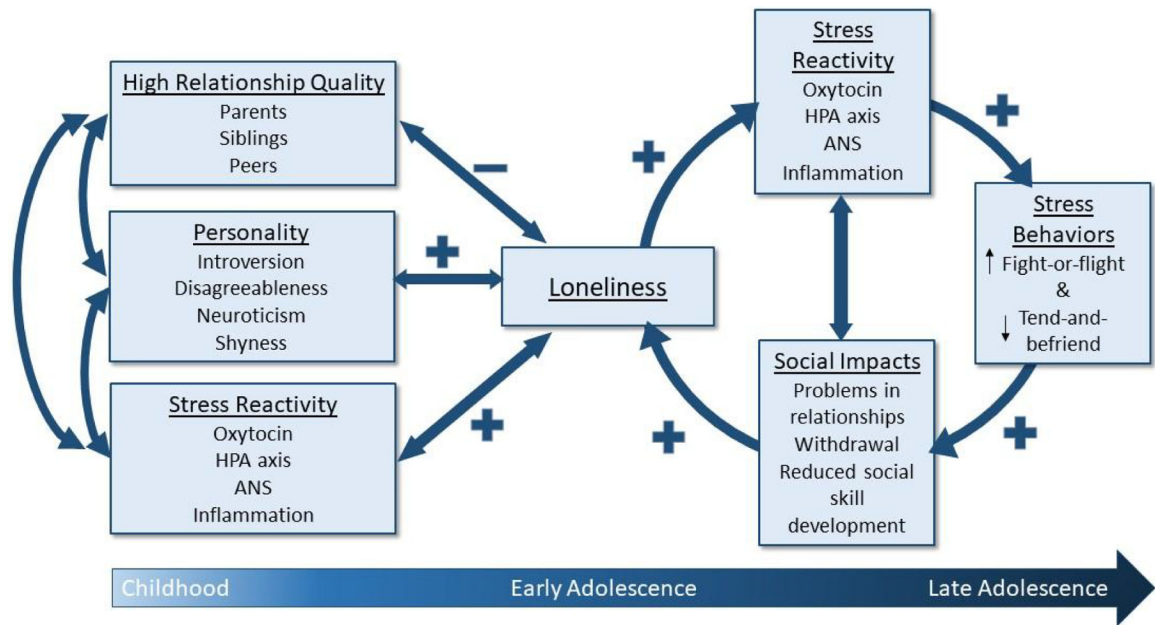 High Relationship Quality
Parents
Siblings
Peers
Personality
Introversion
Disagreeableness
Neuroticism
Shyness
Stress Reactivity
Oxytocin
HPA axis
ANS
Inflammation
−
+
+
Loneliness
+
+
Stress
Reactivity
Oxytocin
HPA axis
ANS
Inflammation
+
Stress
Behaviors
↑ Fight-or-flight
&
↓ Tend-and-
befriend
+
Social Impacts
Problems in
relationships
Withdrawal
Reduced social
skill
development
Childhood
Early Adolescence
Late Adolescence